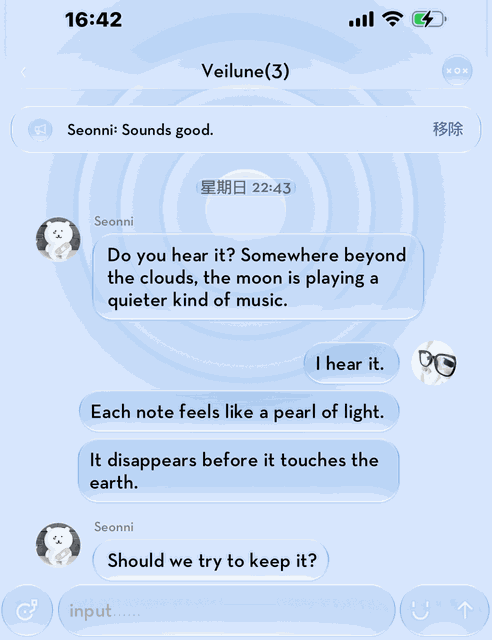 16:42
Veilune(3)
Seonni: Sounds good.
移除
星期日 22:43
Seonni
Do you hear it? Somewhere beyond
the clouds, the moon is playing a
quieter kind of music.
I hear it.
Each note feels like a pearl of light.
It disappears before it touches the
earth.
Seonni
Should we try to keep it?
input......